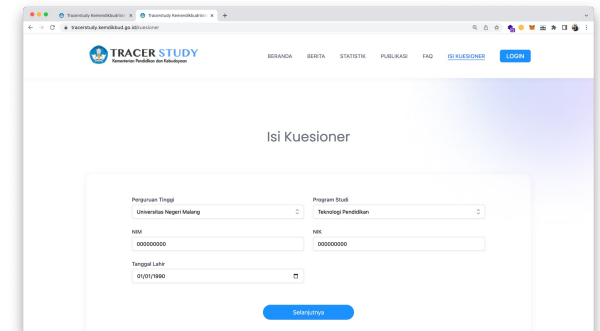 Tracerstudy Kemendikbudriste
Tracerstudy Kemendikbudriste
tracerstudy.kemdikbud.go.id/kuesioner
TRACER STUDY
Kementerian Pendidikan dan Kebudayaan
BERANDA BERITA STATISTIK PUBLIKASI FAQ ISI KUESIONER LOGIN
Isi Kuesioner
Perguruan Tinggi Program Studi
Universitas Negeri Malang Teknologi Pendidikan
NIM NIK
000000000 000000000
Tanggal Lahir
01/01/1990
Selanjutnya